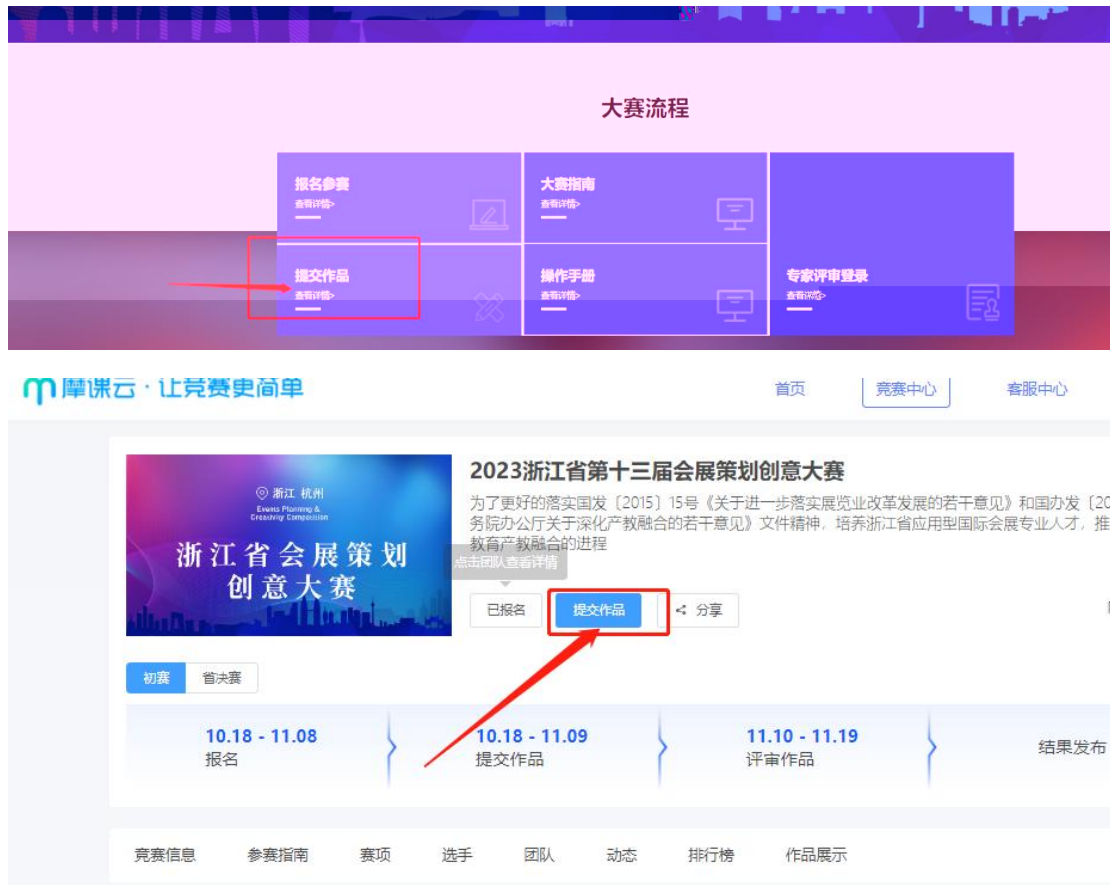 大赛流程
报名参赛
查看详情>
大赛指南
查看详情>
提交作品
查看详情>
操作手册
查看详情>
专家评审登录
查看详情>
摩课云·让竞赛更简单
首页
竞赛中心
客服中心
浙江 杭州
Events Planning &
Creativity Competition
浙江省会展策划
创意大赛
2023浙江省第十三届会展策划创意大赛
为了更好的落实国发〔2015〕15号《关于进一步落实展览业改革发展的若干意见》和国办发〔20
务院办公厅关于深化产教融合的若干意见》文件精神，培养浙江省应用型国际会展专业人才，推
教育产教融合的进程
点击团队查看详情
已报名
提交作品
分享
初赛
省决赛
10.18 - 11.08
报名
10.18 - 11.09
提交作品
11.10 - 11.19
评审作品
结果发布
竞赛信息
参赛指南
赛项
选手
团队
动态
排行榜
作品展示